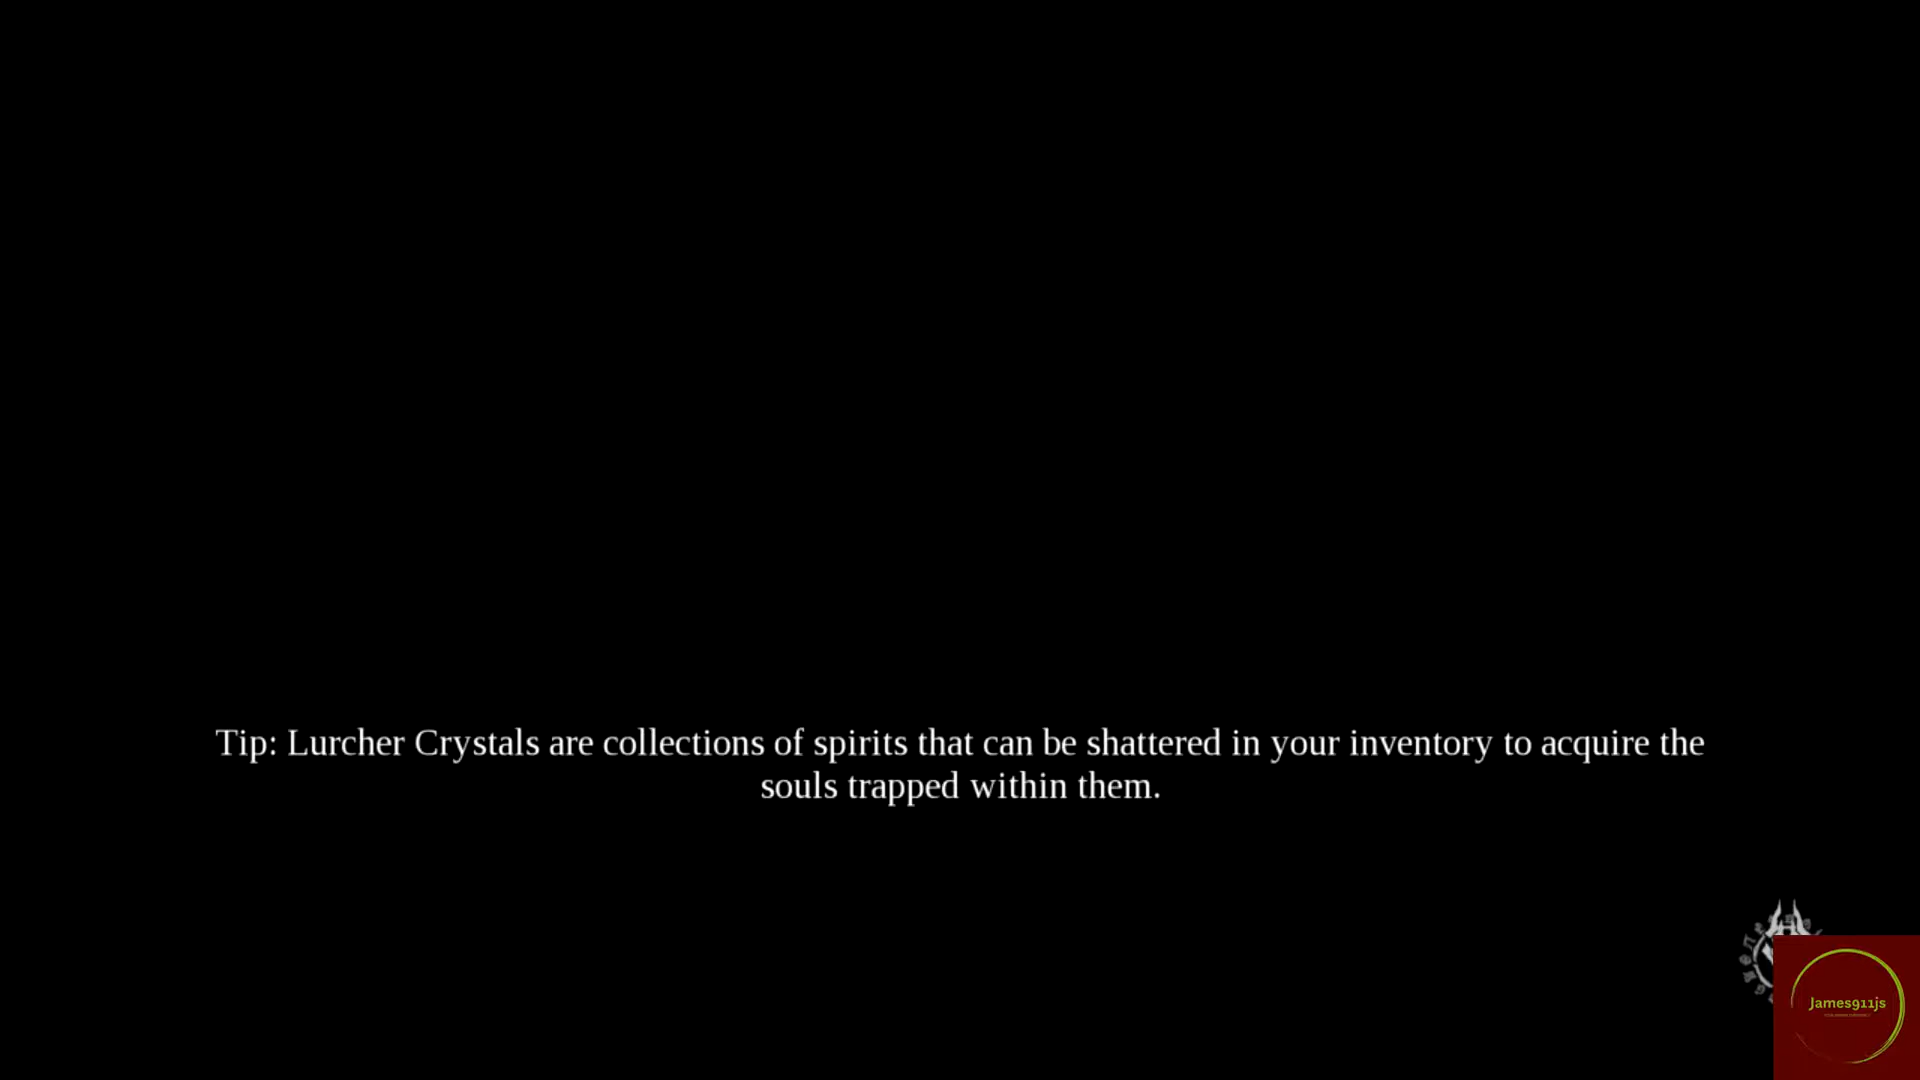 Tip: Lurcher Crystals are collections of spirits that can be shattered in your inventory to acquire the
souls trapped within them.
James911js